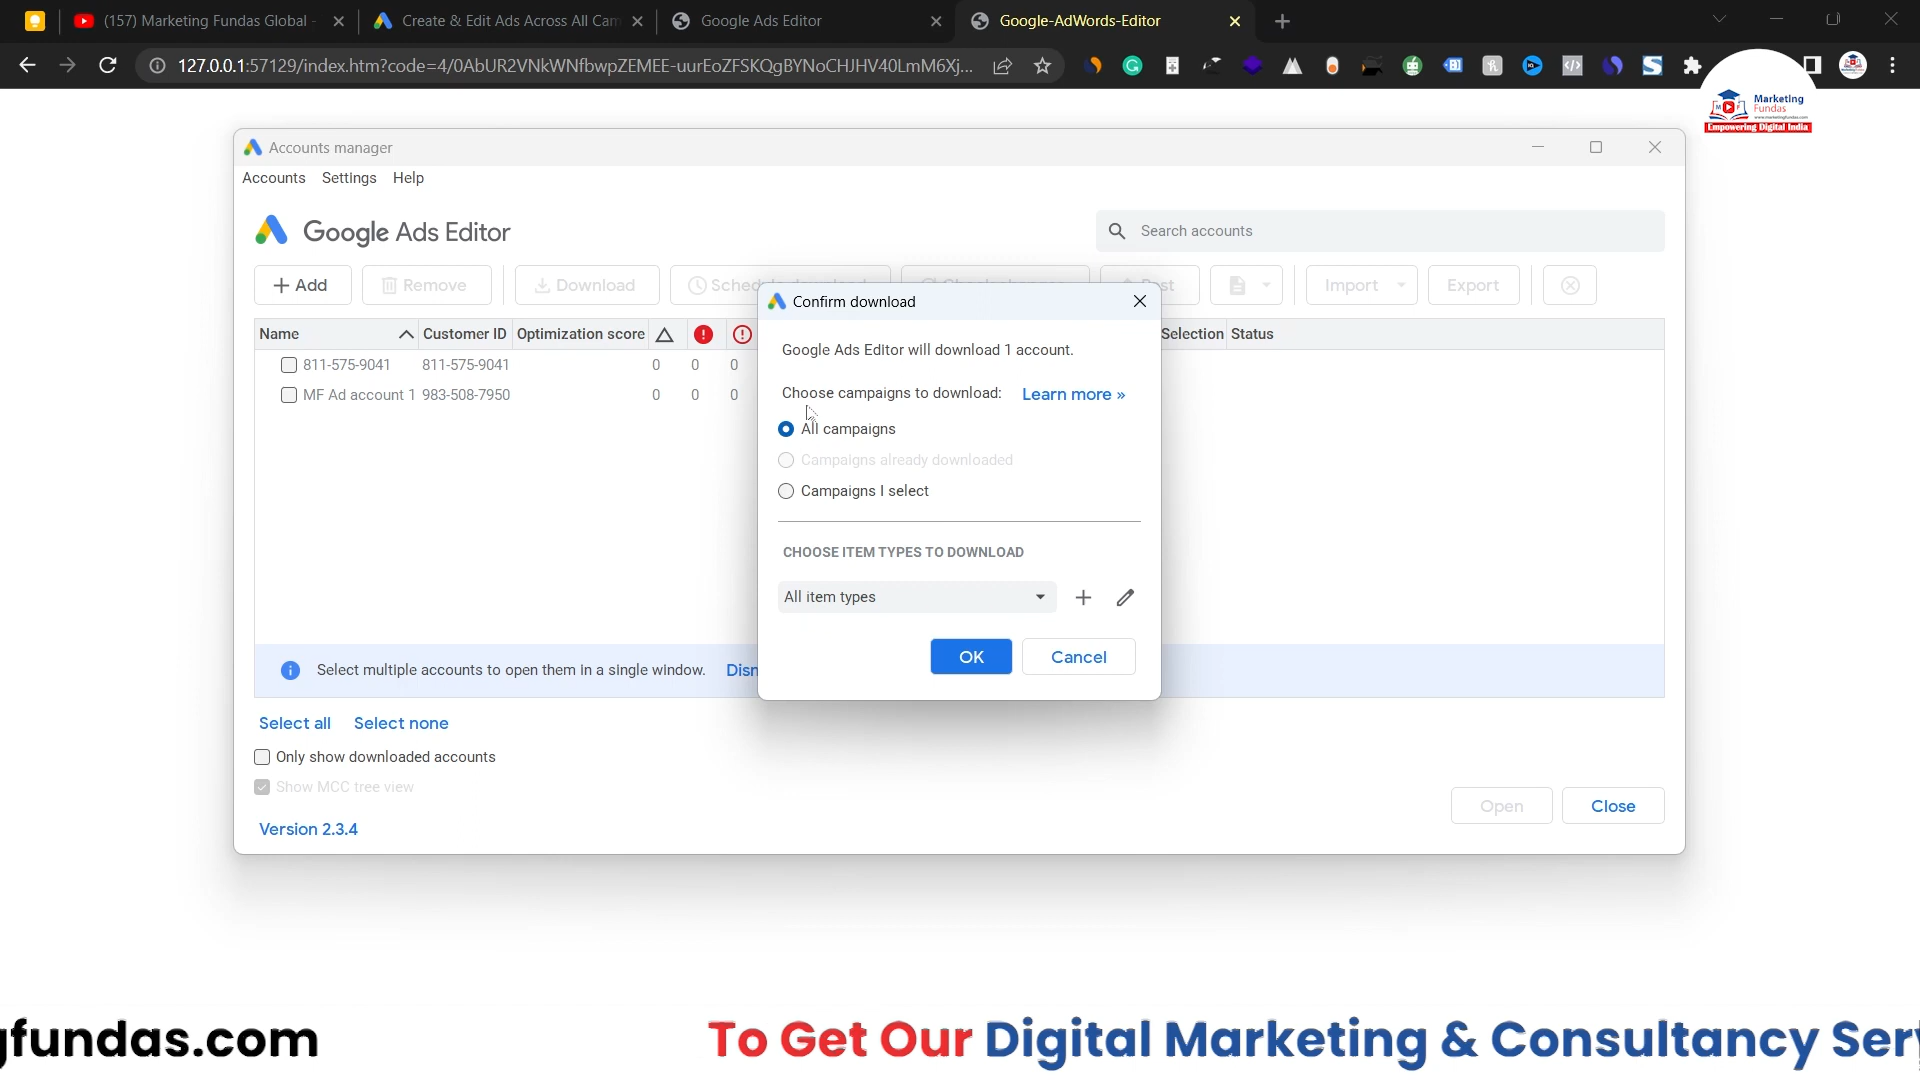 (157) Marketing Fundas Global -
Create & Edit Ads Across All Cam
Google Ads Editor
Google-AdWords-Editor
127.0.0.1:57129/index.htm?code=4/0AbUR2VNkWNfbwpZEMEE-uurEoZFSKQgBYNoCHJHV40LmM6Xj...
Marketing
Fundas
www.marketingfundas.com
Empowering Digital India
Accounts manager
Accounts Settings Help
Google Ads Editor
Search accounts
Add Remove Download Post Import Export
Name Customer ID Optimization score Selection Status
811-575-9041 811-575-9041 0 0 0
MF Ad account 1 983-508-7950 0 0 0
Confirm download
Google Ads Editor will download 1 account.
Choose campaigns to download: Learn more »
All campaigns
Campaigns already downloaded
Campaigns I select
CHOOSE ITEM TYPES TO DOWNLOAD
All item types
OK Cancel
Select multiple accounts to open them in a single window.
Select all Select none
Only show downloaded accounts
Show MCC tree view
Open Close
Version 2.3.4
gfundas.com
To Get Our Digital Marketing & Consultancy Ser